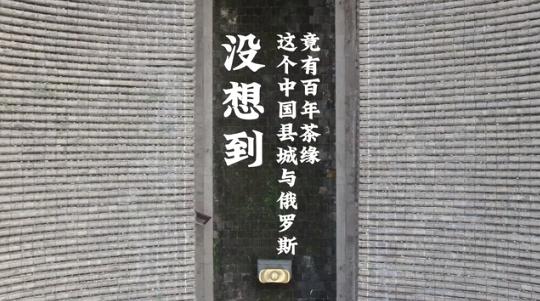 没想到
这个中国县城与俄罗斯
竟有百年茶缘